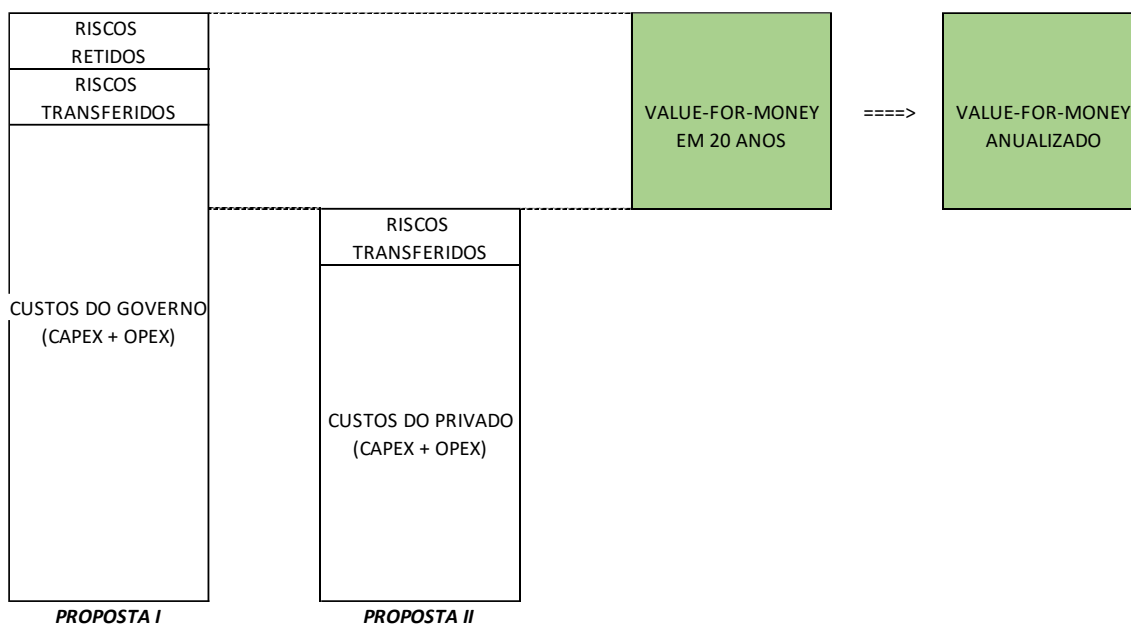 RISCOS
RETIDOS
RISCOS
TRANSFERIDOS
CUSTOS DO GOVERNO
(CAPEX + OPEX)
PROPOSTA I
RISCOS
TRANSFERIDOS
CUSTOS DO PRIVADO
(CAPEX + OPEX)
PROPOSTA II
VALUE-FOR-MONEY
EM 20 ANOS
====>
VALUE-FOR-MONEY
ANUALIZADO